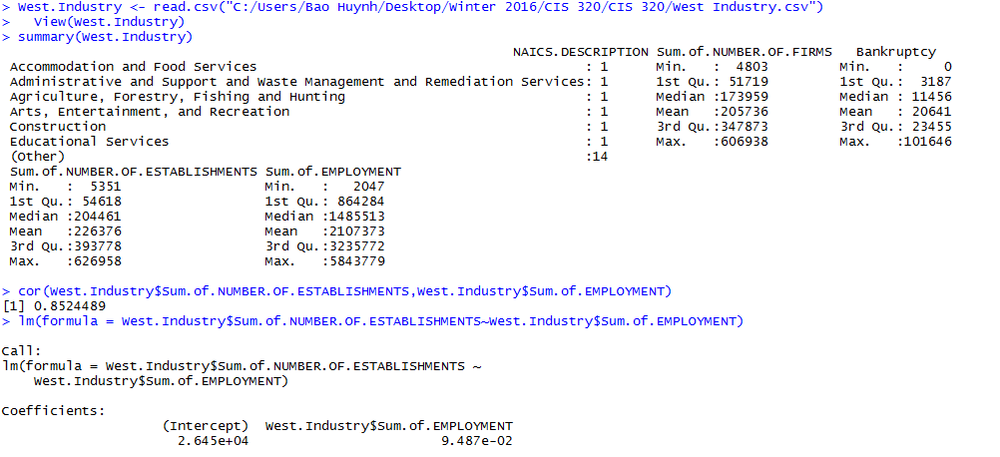 > West.Industry <- read.csv("C:/Users/Bao Huynh/Desktop/Winter 2016/CIS 320/CIS 320/West Industry.csv")
>   View(West.Industry)
> summary(West.Industry)
NAICS.DESCRIPTION Sum.of.NUMBER.OF.FIRMS   Bankruptcy
Accommodation and Food Services : 1   Min.   :  4803   Min.   :     0
Administrative and Support and Waste Management and Remediation Services: 1   1st Qu.: 51719   1st Qu.:  3187
Agriculture, Forestry, Fishing and Hunting : 1   Median :173959   Median : 11456
Arts, Entertainment, and Recreation : 1   Mean   :205736   Mean   : 20641
Construction : 1   3rd Qu.:347873   3rd Qu.: 23455
Educational Services : 1   Max.   :606938   Max.   :101646
(Other) :14
Sum.of.NUMBER.OF.ESTABLISHMENTS Sum.of.EMPLOYMENT
Min.   :  5351   Min.   :   2047
1st Qu.: 54618   1st Qu.: 864284
Median :204461   Median :1485513
Mean   :226376   Mean   :2107373
3rd Qu.:393778   3rd Qu.:3235772
Max.   :626958   Max.   :5843779
> cor(West.Industry$Sum.of.NUMBER.OF.ESTABLISHMENTS,West.Industry$Sum.of.EMPLOYMENT)
[1] 0.8524489
> lm(formula = West.Industry$Sum.of.NUMBER.OF.ESTABLISHMENTS~West.Industry$Sum.of.EMPLOYMENT)
Call:
lm(formula = West.Industry$Sum.of.NUMBER.OF.ESTABLISHMENTS ~
West.Industry$Sum.of.EMPLOYMENT)
Coefficients:
(Intercept)  West.Industry$Sum.of.EMPLOYMENT
2.645e+04   9.487e-02